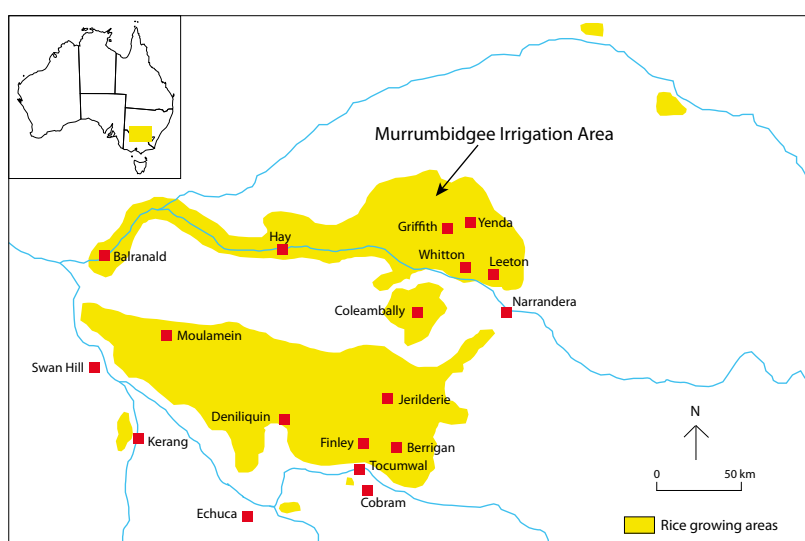 Murrumbidgee Irrigation Area
Griffith
Yenda
Hay
Balranald
Whitton
Leeton
Coleambally
Narrandera
Moulamein
Swan Hill
Jerilderie
Deniliquin
Finley
Berrigan
Kerang
Tocumwal
Cobram
Echuca
N
0 50 km
Rice growing areas